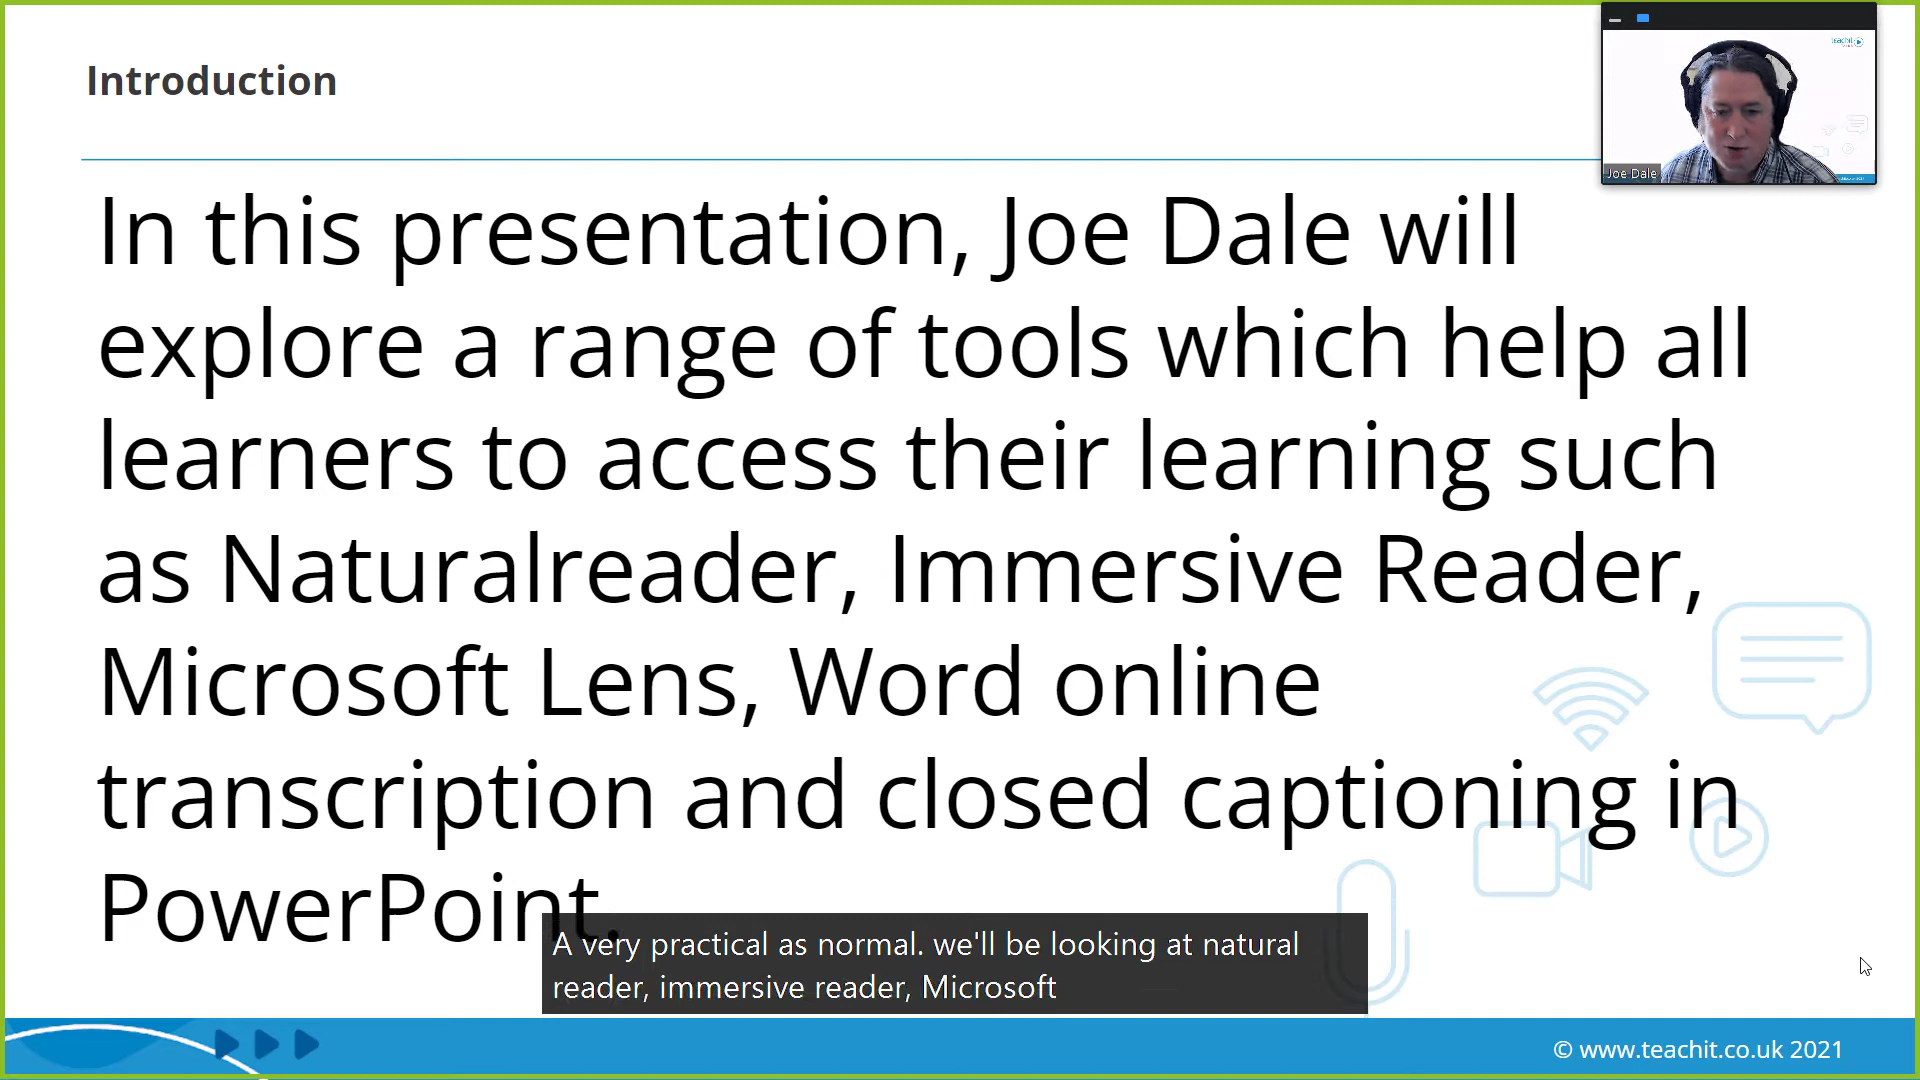 Introduction
teachit
Joe Dale
In this presentation, Joe Dale will
explore a range of tools which help all
learners to access their learning such
as Naturalreader, Immersive Reader,
Microsoft Lens, Word online
transcription and closed captioning in
PowerPoint.
A very practical as normal. we'll be looking at natural
reader, immersive reader, Microsoft
© www.teachit.co.uk 2021